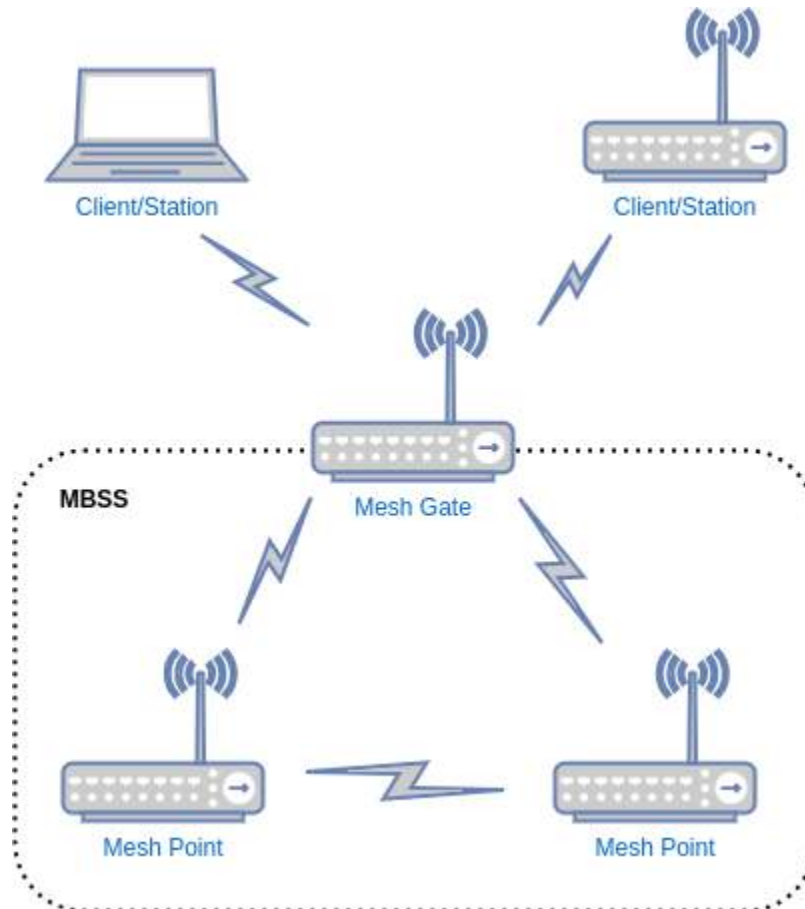 Client/Station
Client/Station
MBSS
Mesh Gate
Mesh Point
Mesh Point